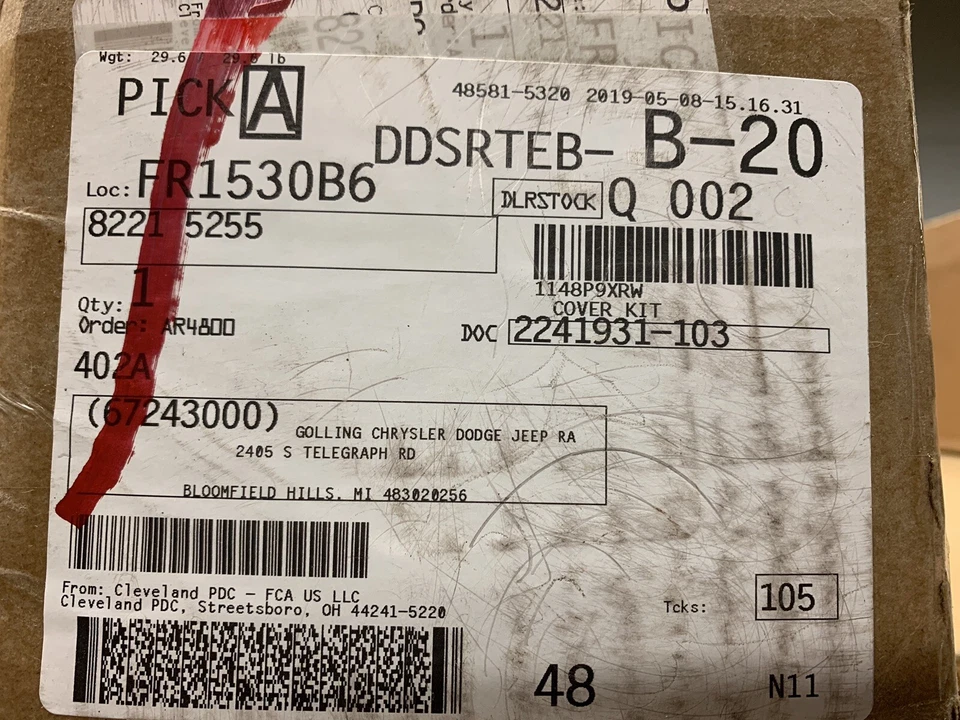 Wgt: 29.6 29.6 lb
PICK A
48581-5320 2019-05-08-15.16.31
DDSRTEB- B-20
Loc: FR1530B6
DLRSTOCK Q 002
8221 5255
1148P9XRW
COVER KIT
Qty: 1
Order: AR4800
DOC 2241931-103
402A
(67243000)
GOLLING CHRYSLER DODGE JEEP RA
2405 S TELEGRAPH RD
BLOOMFIELD HILLS. MI 483020256
From: Cleveland PDC - FCA US LLC
Cleveland PDC, Streetsboro, OH 44241-5220
Tcks: 105
48
N11